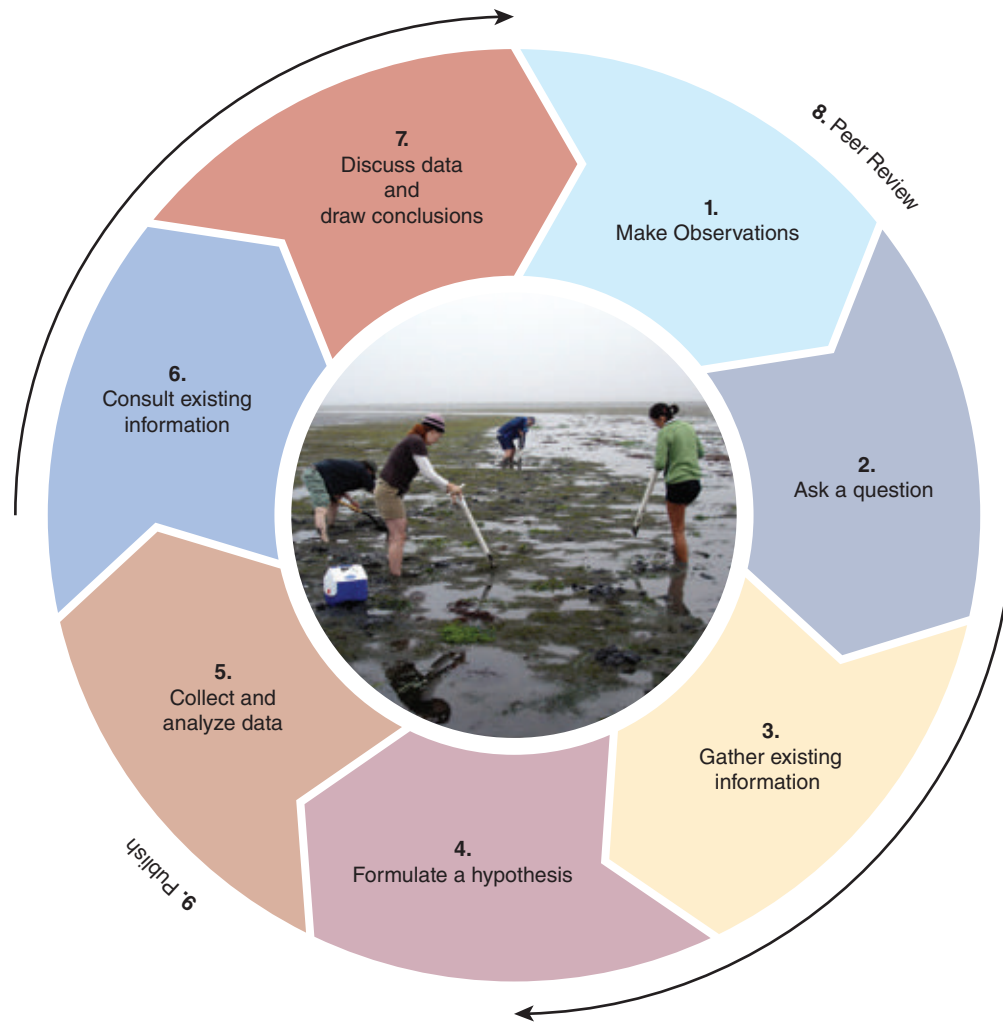 1.
Make Observations
2.
Ask a question
3.
Gather existing
information
4.
Formulate a hypothesis
5.
Collect and
analyze data
6.
Consult existing
information
7.
Discuss data
and
draw conclusions
8. Peer Review
9. Publish